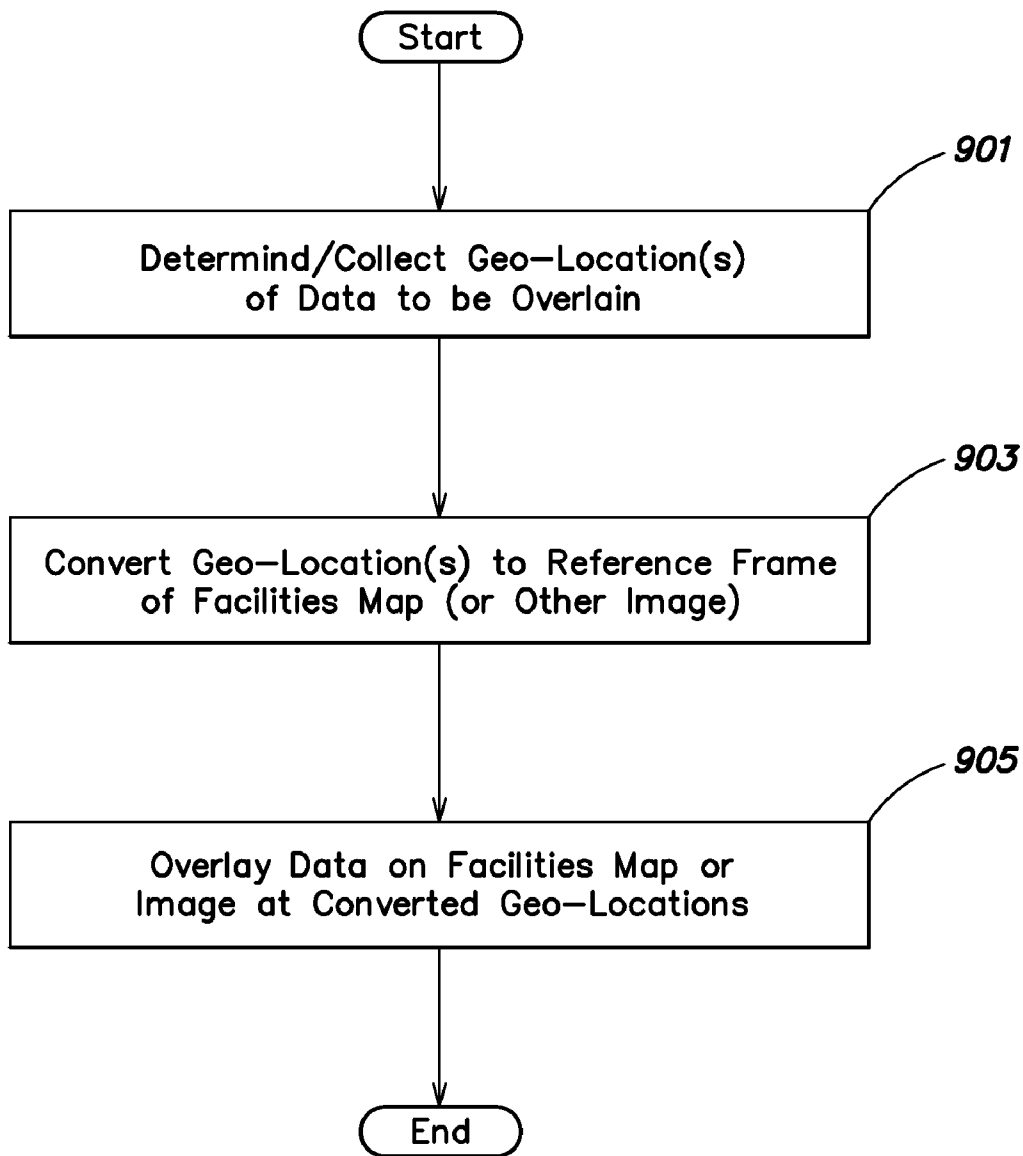 Start
901
Determind/Collect Geo-Location(s)
of Data to be Overlain
903
Convert Geo-Location(s) to Reference Frame
of Facilities Map (or Other Image)
905
Overlay Data on Facilities Map or
Image at Converted Geo-Locations
End